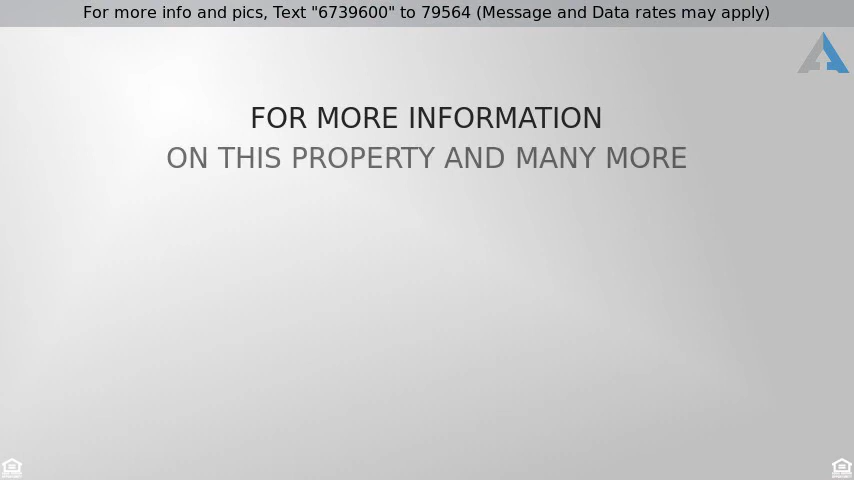 For more info and pics, Text "6739600" to 79564 (Message and Data rates may apply)
FOR MORE INFORMATION
ON THIS PROPERTY AND MANY MORE